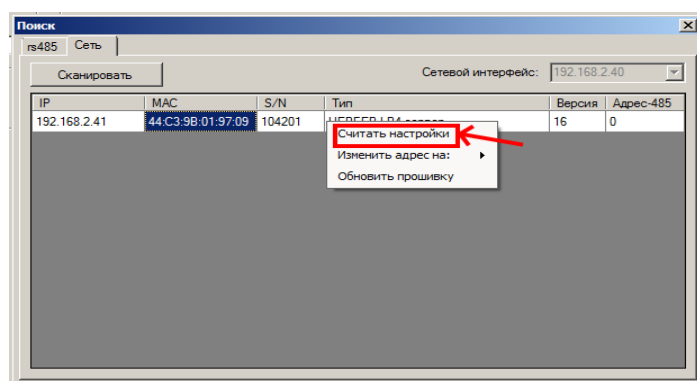 Поиск
rs485 Сеть
Сканировать Сетевой интерфейс: 192.168.2.40
IP MAC S/N Тип Версия Адрес-485
192.168.2.41 44:C3:9B:01:97:09 104201 16 0
Считать настройки
Изменить адрес на:
Обновить прошивку